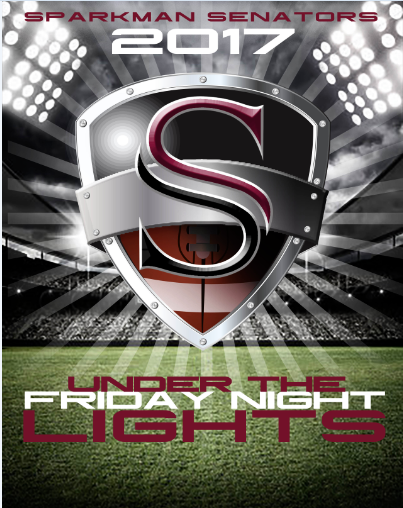 SPARKMAN SENATORS
2017
S
UNDER THE
FRIDAY NIGHT
LIGHTS